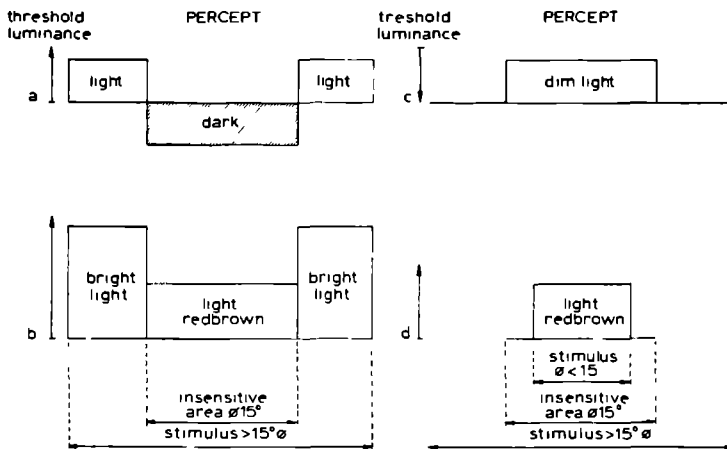 threshold luminance
PERCEPT
treshold luminance
PERCEPT
light
light
a
dark
dim light
c
bright light
light redbrown
bright light
b
light redbrown
d
stimulus
ø<15
insensitive area ø15°
stimulus>15°ø
insensitive area ø15°
stimulus>15°ø